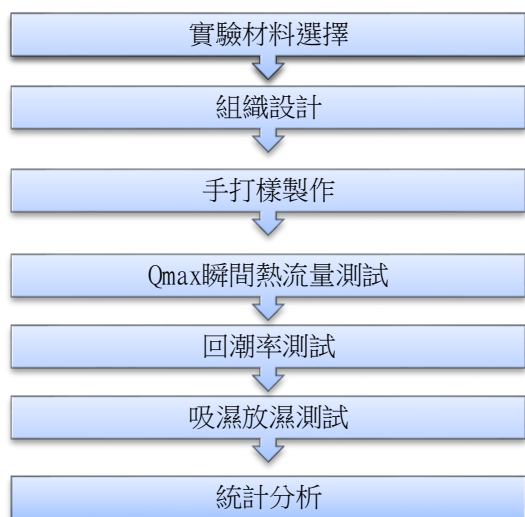 實驗材料選擇
組織設計
手打樣製作
Qmax瞬間熱流量測試
回潮率測試
吸濕放濕測試
統計分析